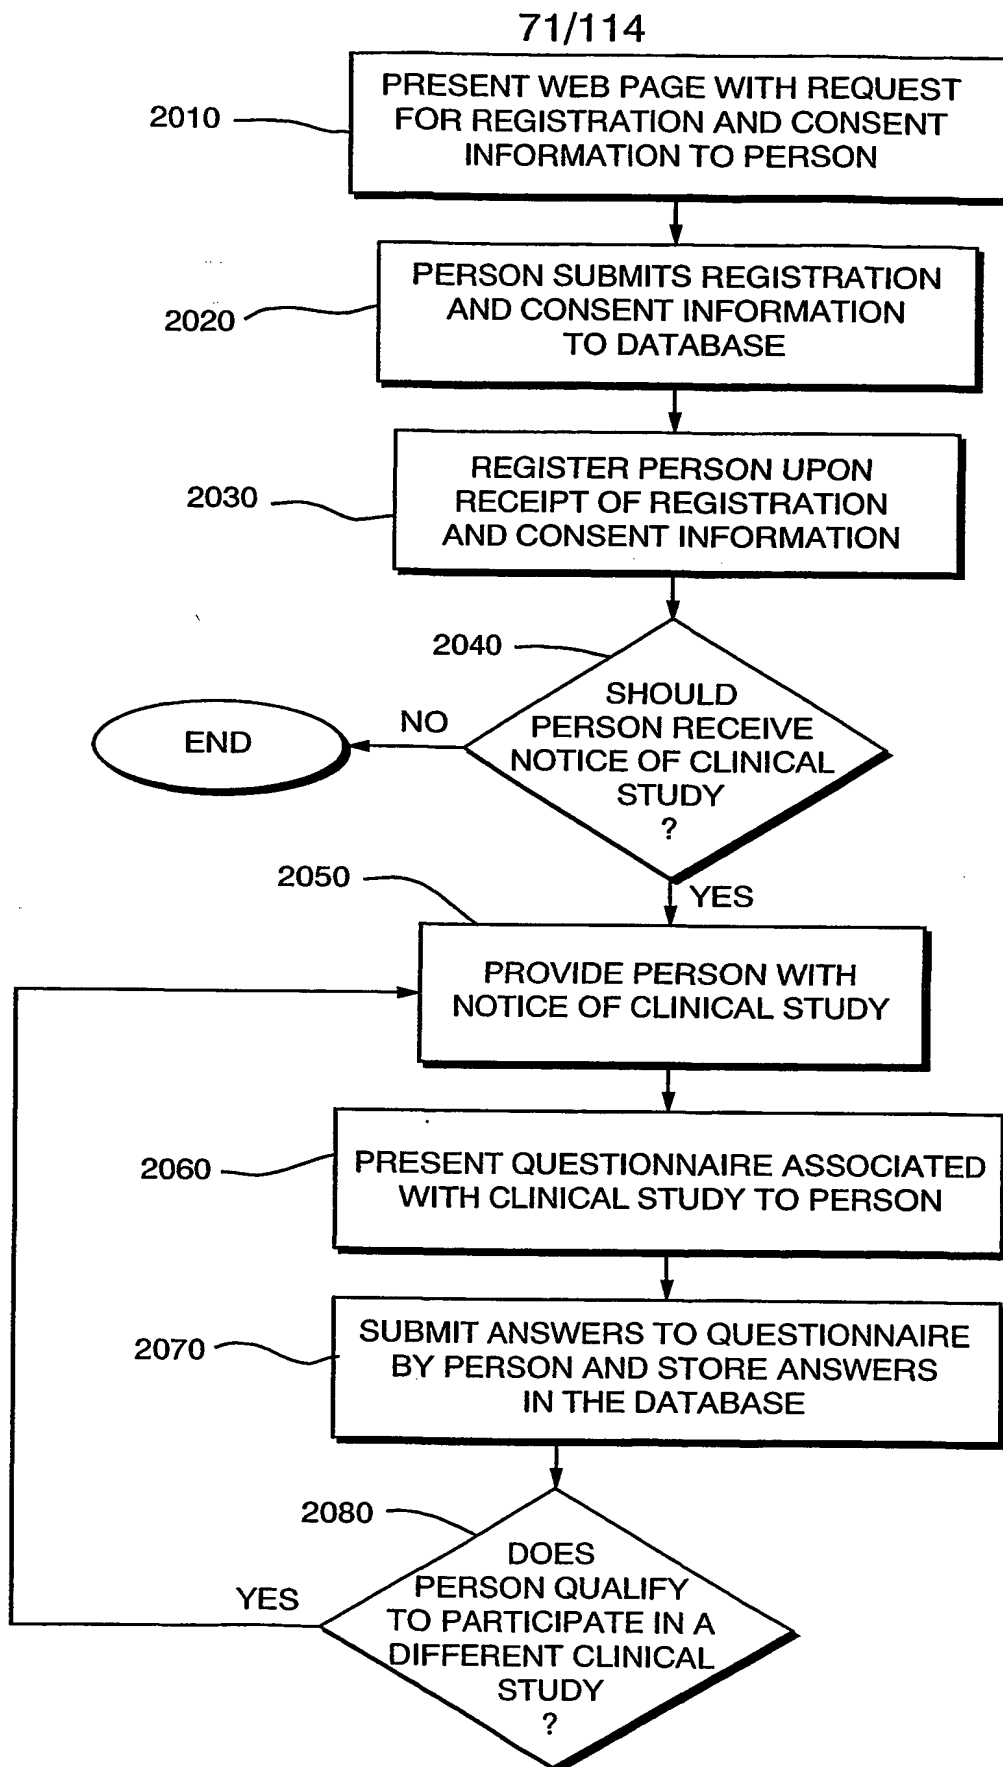 71/114
2010
PRESENT WEB PAGE WITH REQUEST
FOR REGISTRATION AND CONSENT
INFORMATION TO PERSON
2020
PERSON SUBMITS REGISTRATION
AND CONSENT INFORMATION
TO DATABASE
2030
REGISTER PERSON UPON
RECEIPT OF REGISTRATION
AND CONSENT INFORMATION
2040
SHOULD
PERSON RECEIVE
NOTICE OF CLINICAL
STUDY
?
NO
END
YES
2050
PROVIDE PERSON WITH
NOTICE OF CLINICAL STUDY
2060
PRESENT QUESTIONNAIRE ASSOCIATED
WITH CLINICAL STUDY TO PERSON
2070
SUBMIT ANSWERS TO QUESTIONNAIRE
BY PERSON AND STORE ANSWERS
IN THE DATABASE
2080
DOES
PERSON QUALIFY
TO PARTICIPATE IN A
DIFFERENT CLINICAL
STUDY
?
YES